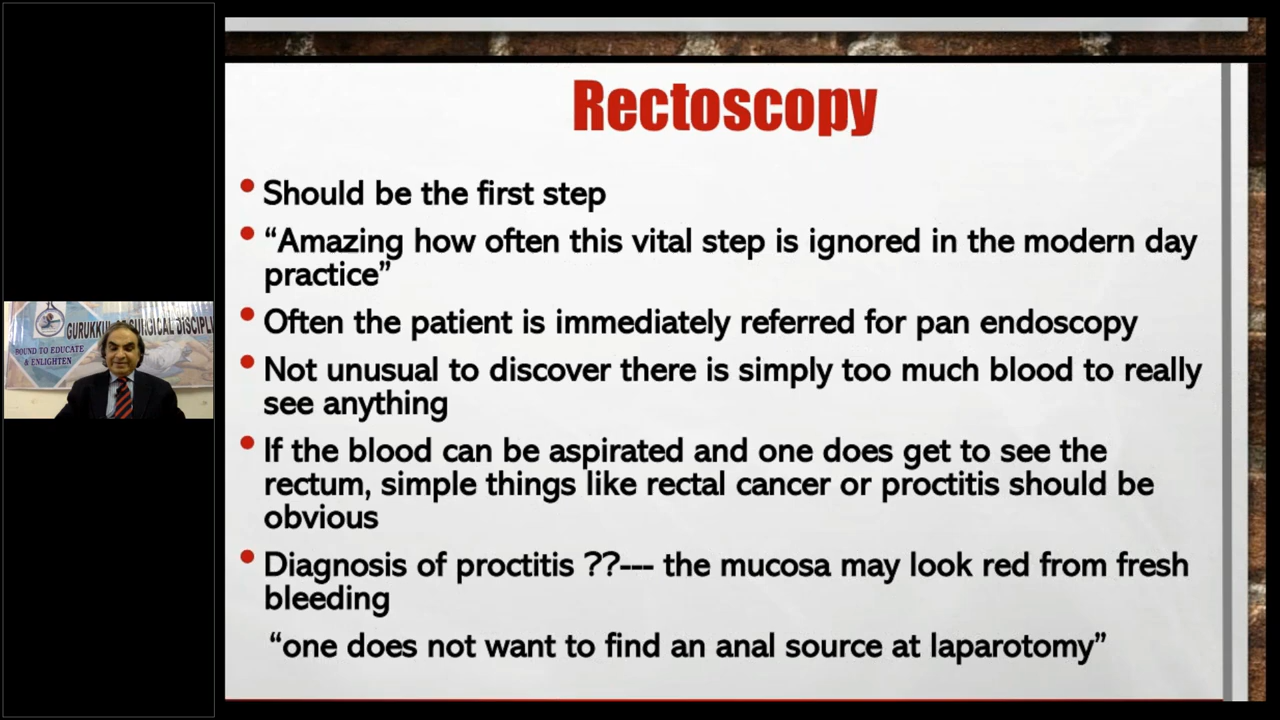 Rectoscopy
• Should be the first step
• “Amazing how often this vital step is ignored in the modern day
practice”
• Often the patient is immediately referred for pan endoscopy
• Not unusual to discover there is simply too much blood to really
see anything
• If the blood can be aspirated and one does get to see the
rectum, simple things like rectal cancer or proctitis should be
obvious
• Diagnosis of proctitis ??--- the mucosa may look red from fresh
bleeding
“one does not want to find an anal source at laparotomy”
GURUKKUL
SURGICAL DISCIPLI
BOUND TO EDUCATE
& ENLIGHTEN